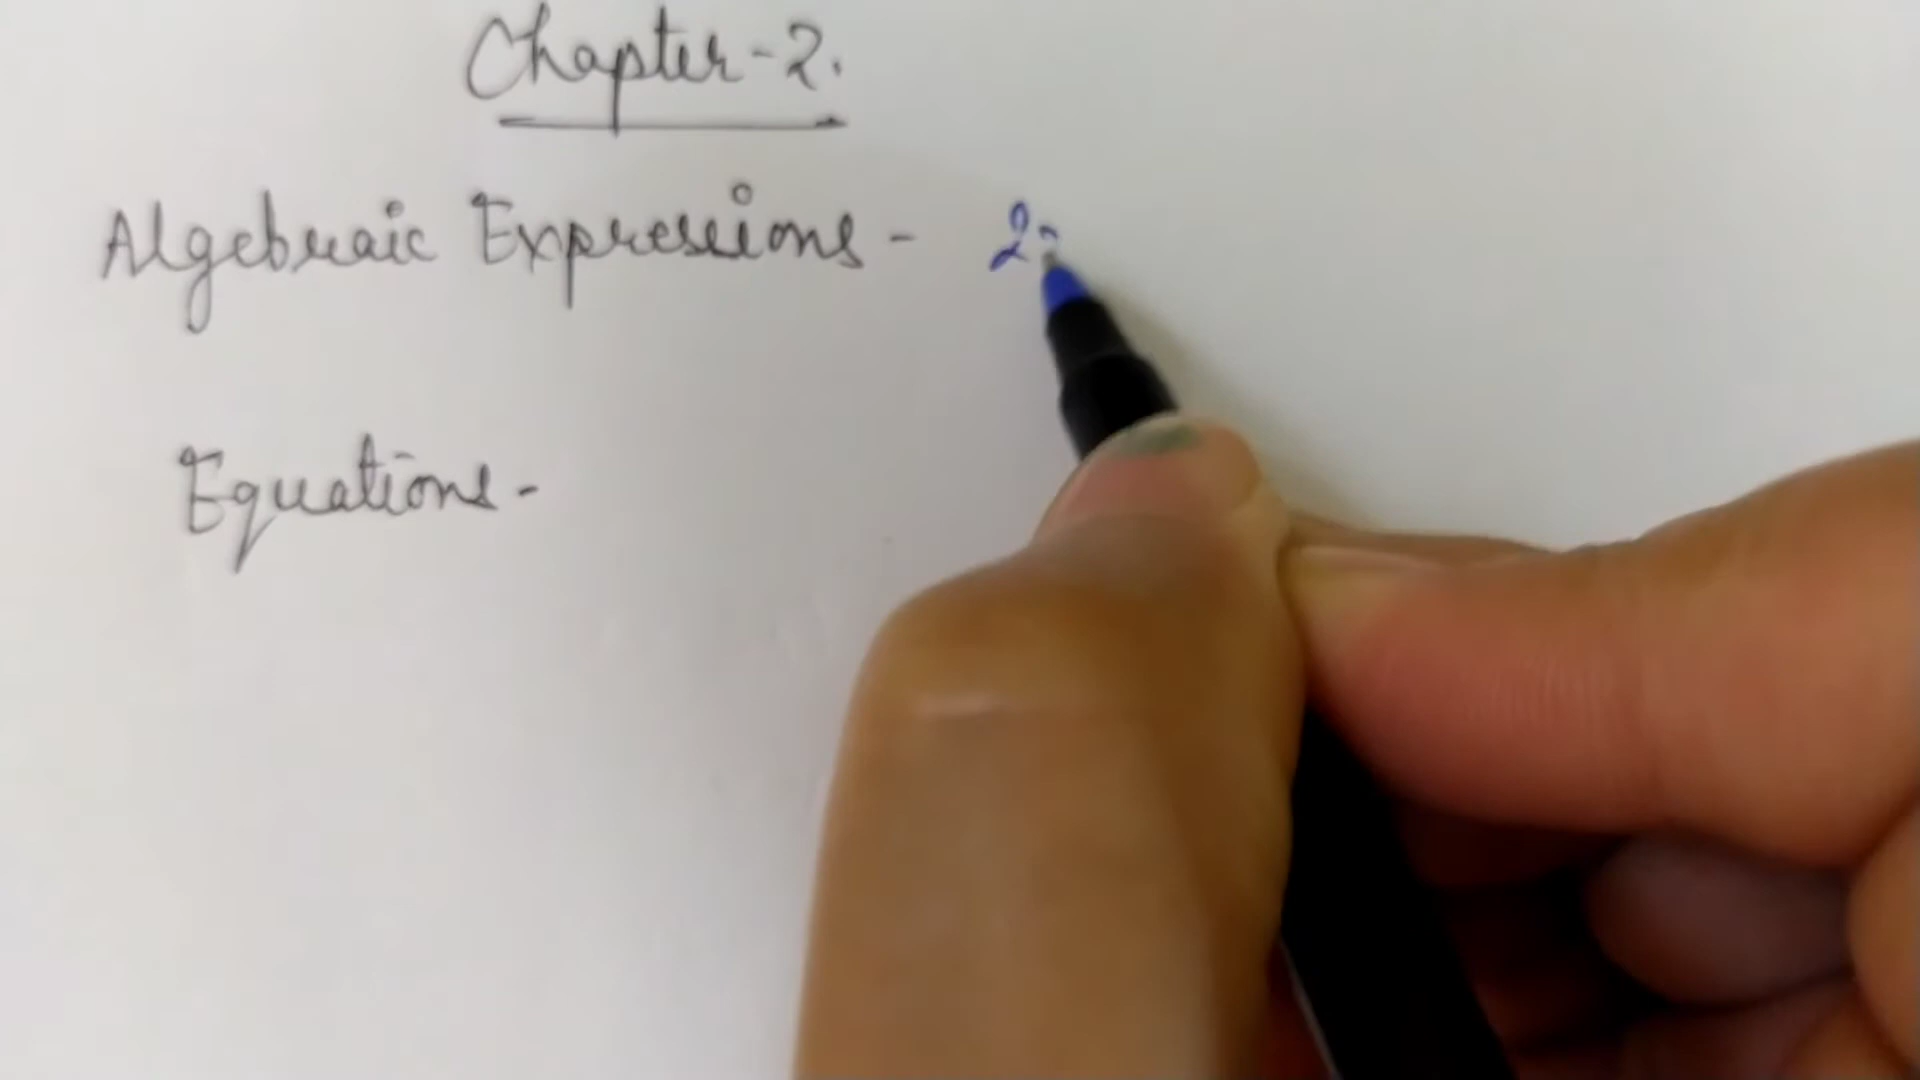 Chapter-2.
Algebraic Expressions - 2
Equations -